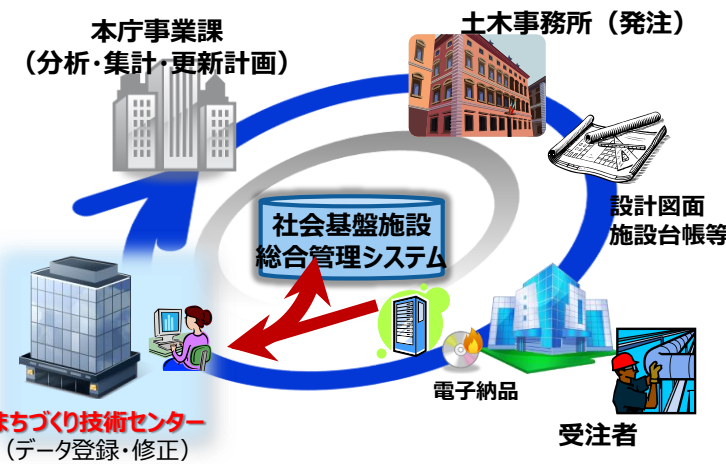 本庁事業課
（分析・集計・更新計画）
土木事務所（発注）
設計図面
施設台帳等
社会基盤施設
総合管理システム
電子納品
受注者
まちづくり技術センター
（データ登録・修正）